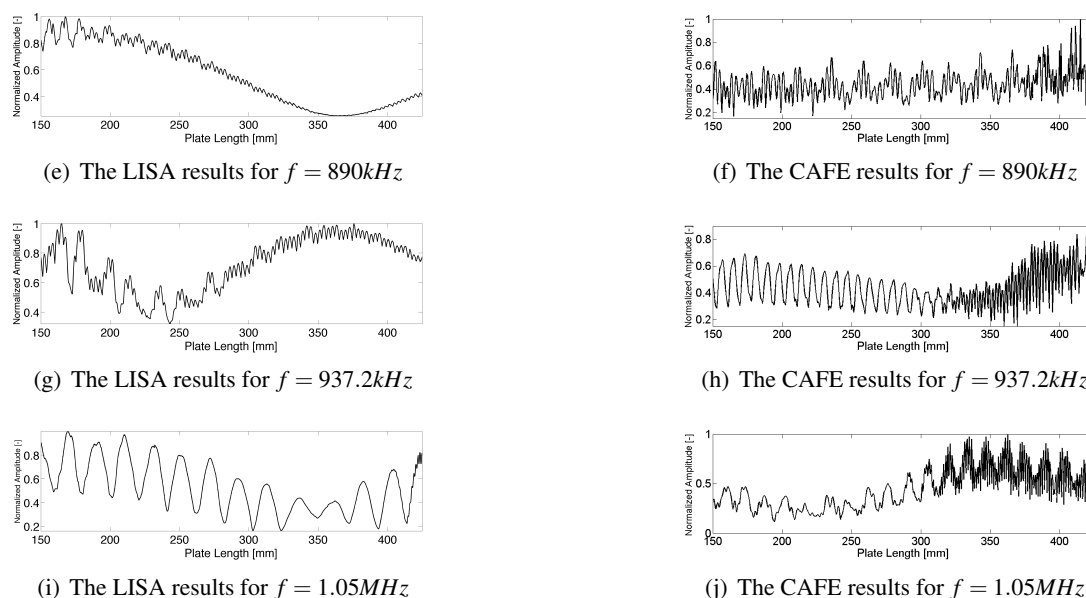 1
0.8
0.6
0.4
Normalized Amplitude [-]
150 200 250 300 350 400
Plate Length [mm]
(e) The LISA results for f = 890kHz
1
0.8
0.6
0.4
0.2
Normalized Amplitude [-]
150 200 250 300 350 400
Plate Length [mm]
(f) The CAFE results for f = 890kHz
1
0.8
0.6
0.4
Normalized Amplitude [-]
150 200 250 300 350 400
Plate Length [mm]
(g) The LISA results for f = 937.2kHz
0.8
0.6
0.4
0.2
Normalized Amplitude [-]
150 200 250 300 350 400
Plate Length [mm]
(h) The CAFE results for f = 937.2kHz
0.8
0.6
0.4
0.2
Normalized Amplitude [-]
150 200 250 300 350 400
Plate Length [mm]
(i) The LISA results for f = 1.05MHz
1
0.5
0
Normalized Amplitude [-]
150 200 250 300 350 400
Plate Length [mm]
(j) The CAFE results for f = 1.05MHz